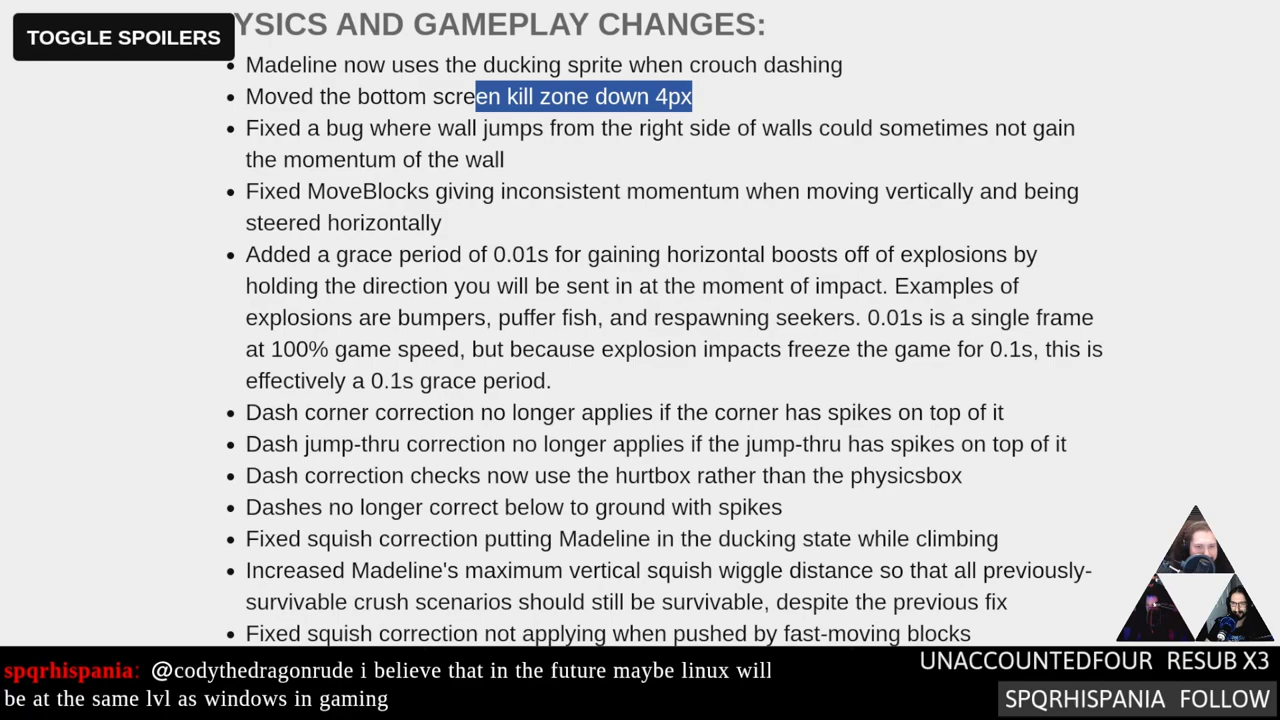 TOGGLE SPOILERS
YSICS AND GAMEPLAY CHANGES:
• Madeline now uses the ducking sprite when crouch dashing
• Moved the bottom screen kill zone down 4px
• Fixed a bug where wall jumps from the right side of walls could sometimes not gain
the momentum of the wall
• Fixed MoveBlocks giving inconsistent momentum when moving vertically and being
steered horizontally
• Added a grace period of 0.01s for gaining horizontal boosts off of explosions by
holding the direction you will be sent in at the moment of impact. Examples of
explosions are bumpers, puffer fish, and respawning seekers. 0.01s is a single frame
at 100% game speed, but because explosion impacts freeze the game for 0.1s, this is
effectively a 0.1s grace period.
• Dash corner correction no longer applies if the corner has spikes on top of it
• Dash jump-thru correction no longer applies if the jump-thru has spikes on top of it
• Dash correction checks now use the hurtbox rather than the physicsbox
• Dashes no longer correct below to ground with spikes
• Fixed squish correction putting Madeline in the ducking state while climbing
• Increased Madeline's maximum vertical squish wiggle distance so that all previously-
survivable crush scenarios should still be survivable, despite the previous fix
• Fixed squish correction not applying when pushed by fast-moving blocks
spqrhispania: @codythedragonrude i believe that in the future maybe linux will
be at the same lvl as windows in gaming
UNACCOUNTEDFOUR RESUB X3
SPQRHISPANIA FOLLOW